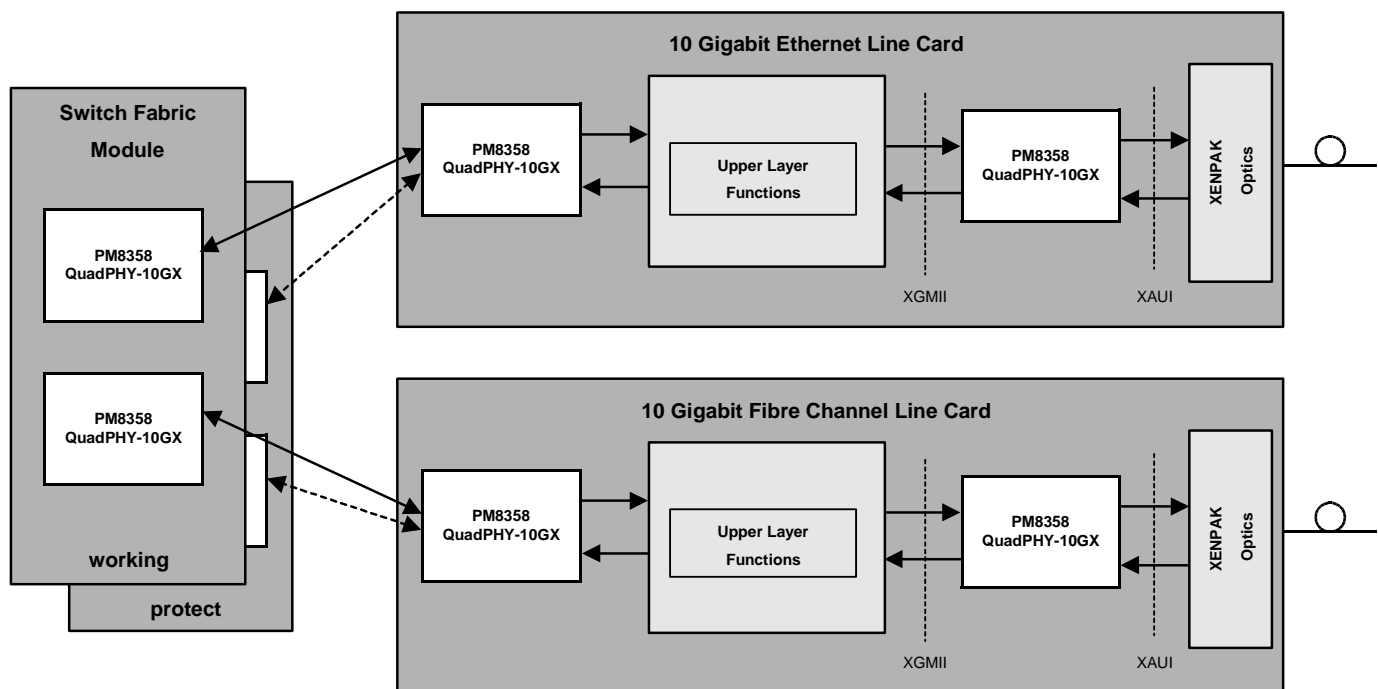 Switch Fabric
Module
PM8358
QuadPHY-10GX
PM8358
QuadPHY-10GX
working
protect
10 Gigabit Ethernet Line Card
PM8358
QuadPHY-10GX
Upper Layer
Functions
XGMII
PM8358
QuadPHY-10GX
XAUI
XENPAK
Optics
10 Gigabit Fibre Channel Line Card
PM8358
QuadPHY-10GX
Upper Layer
Functions
XGMII
PM8358
QuadPHY-10GX
XAUI
XENPAK
Optics